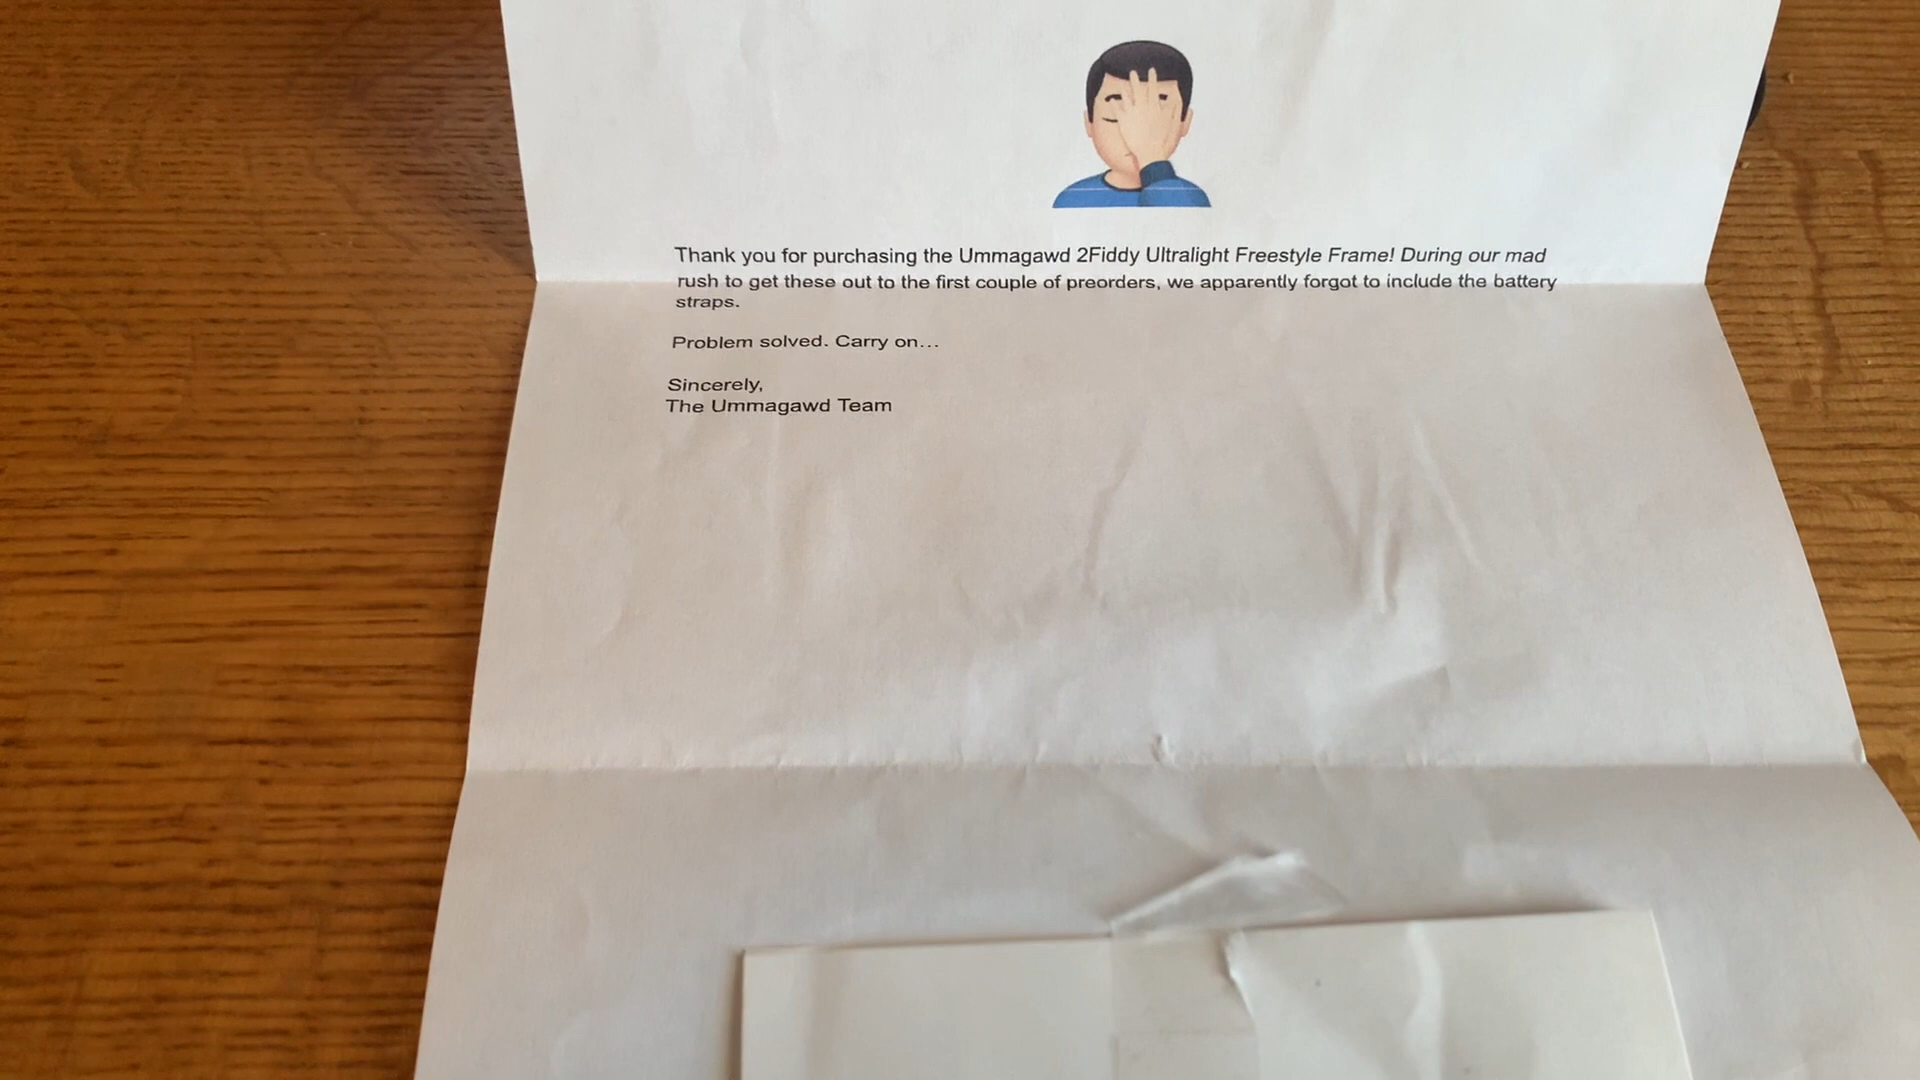 Thank you for purchasing the Ummagawd 2Fiddy Ultralight Freestyle Frame! During our mad
rush to get these out to the first couple of preorders, we apparently forgot to include the battery
straps.
Problem solved. Carry on...
Sincerely,
The Ummagawd Team